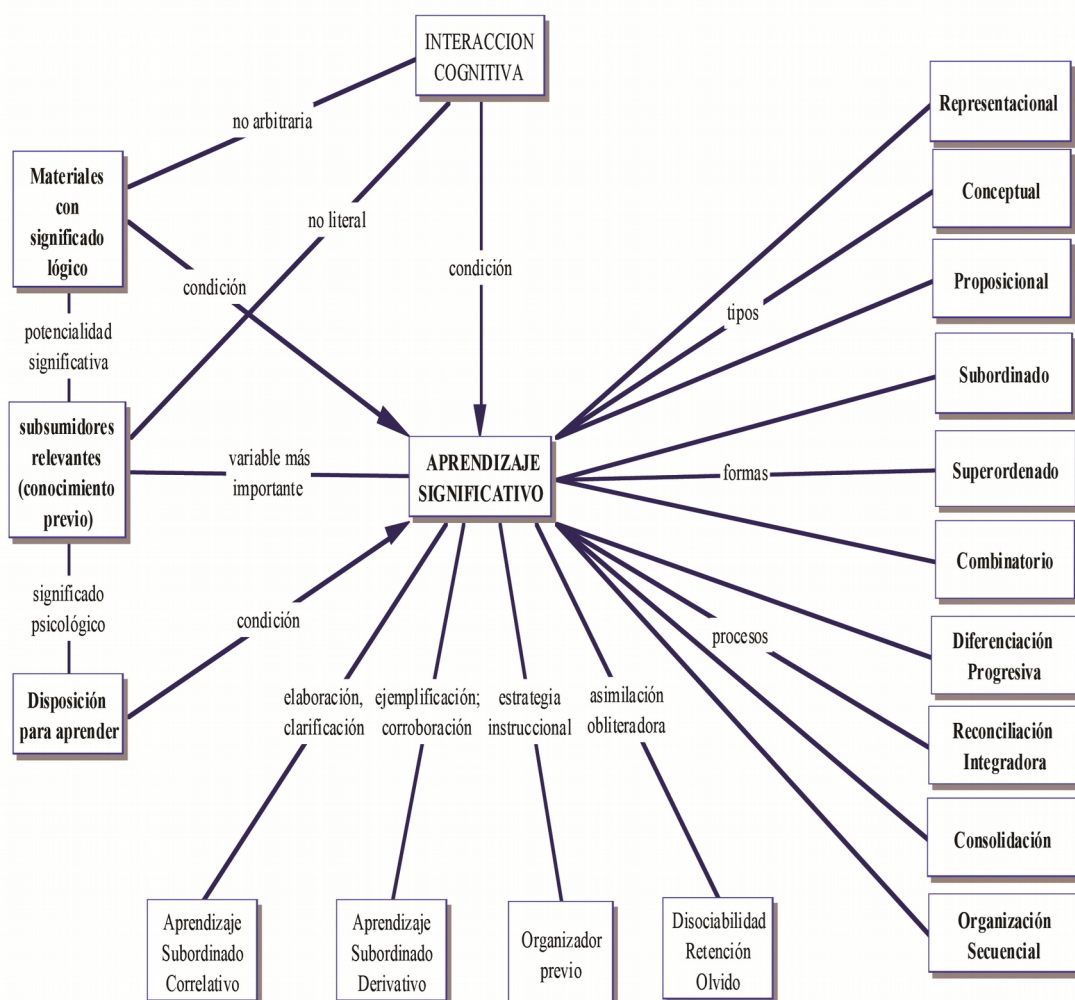 INTERACCION
COGNITIVA
no arbitraria
no literal
condición
Materiales
con
significado
lógico
condición
potencialidad
significativa
subsumidores
relevantes
(conocimiento
previo)
variable más
importante
significado
psicológico
Disposición
para aprender
condición
APRENDIZAJE
SIGNIFICATIVO
tipos
Representacional
Conceptual
Proposicional
formas
Subordinado
Superordenado
Combinatorio
procesos
Diferenciación
Progresiva
Reconciliación
Integradora
Consolidación
Organización
Secuencial
elaboración,
clarificación
Aprendizaje
Subordinado
Correlativo
ejemplificación;
corroboración
Aprendizaje
Subordinado
Derivativo
estrategia
instruccional
Organizador
previo
asimilación
obliteradora
Disociabilidad
Retención
Olvido